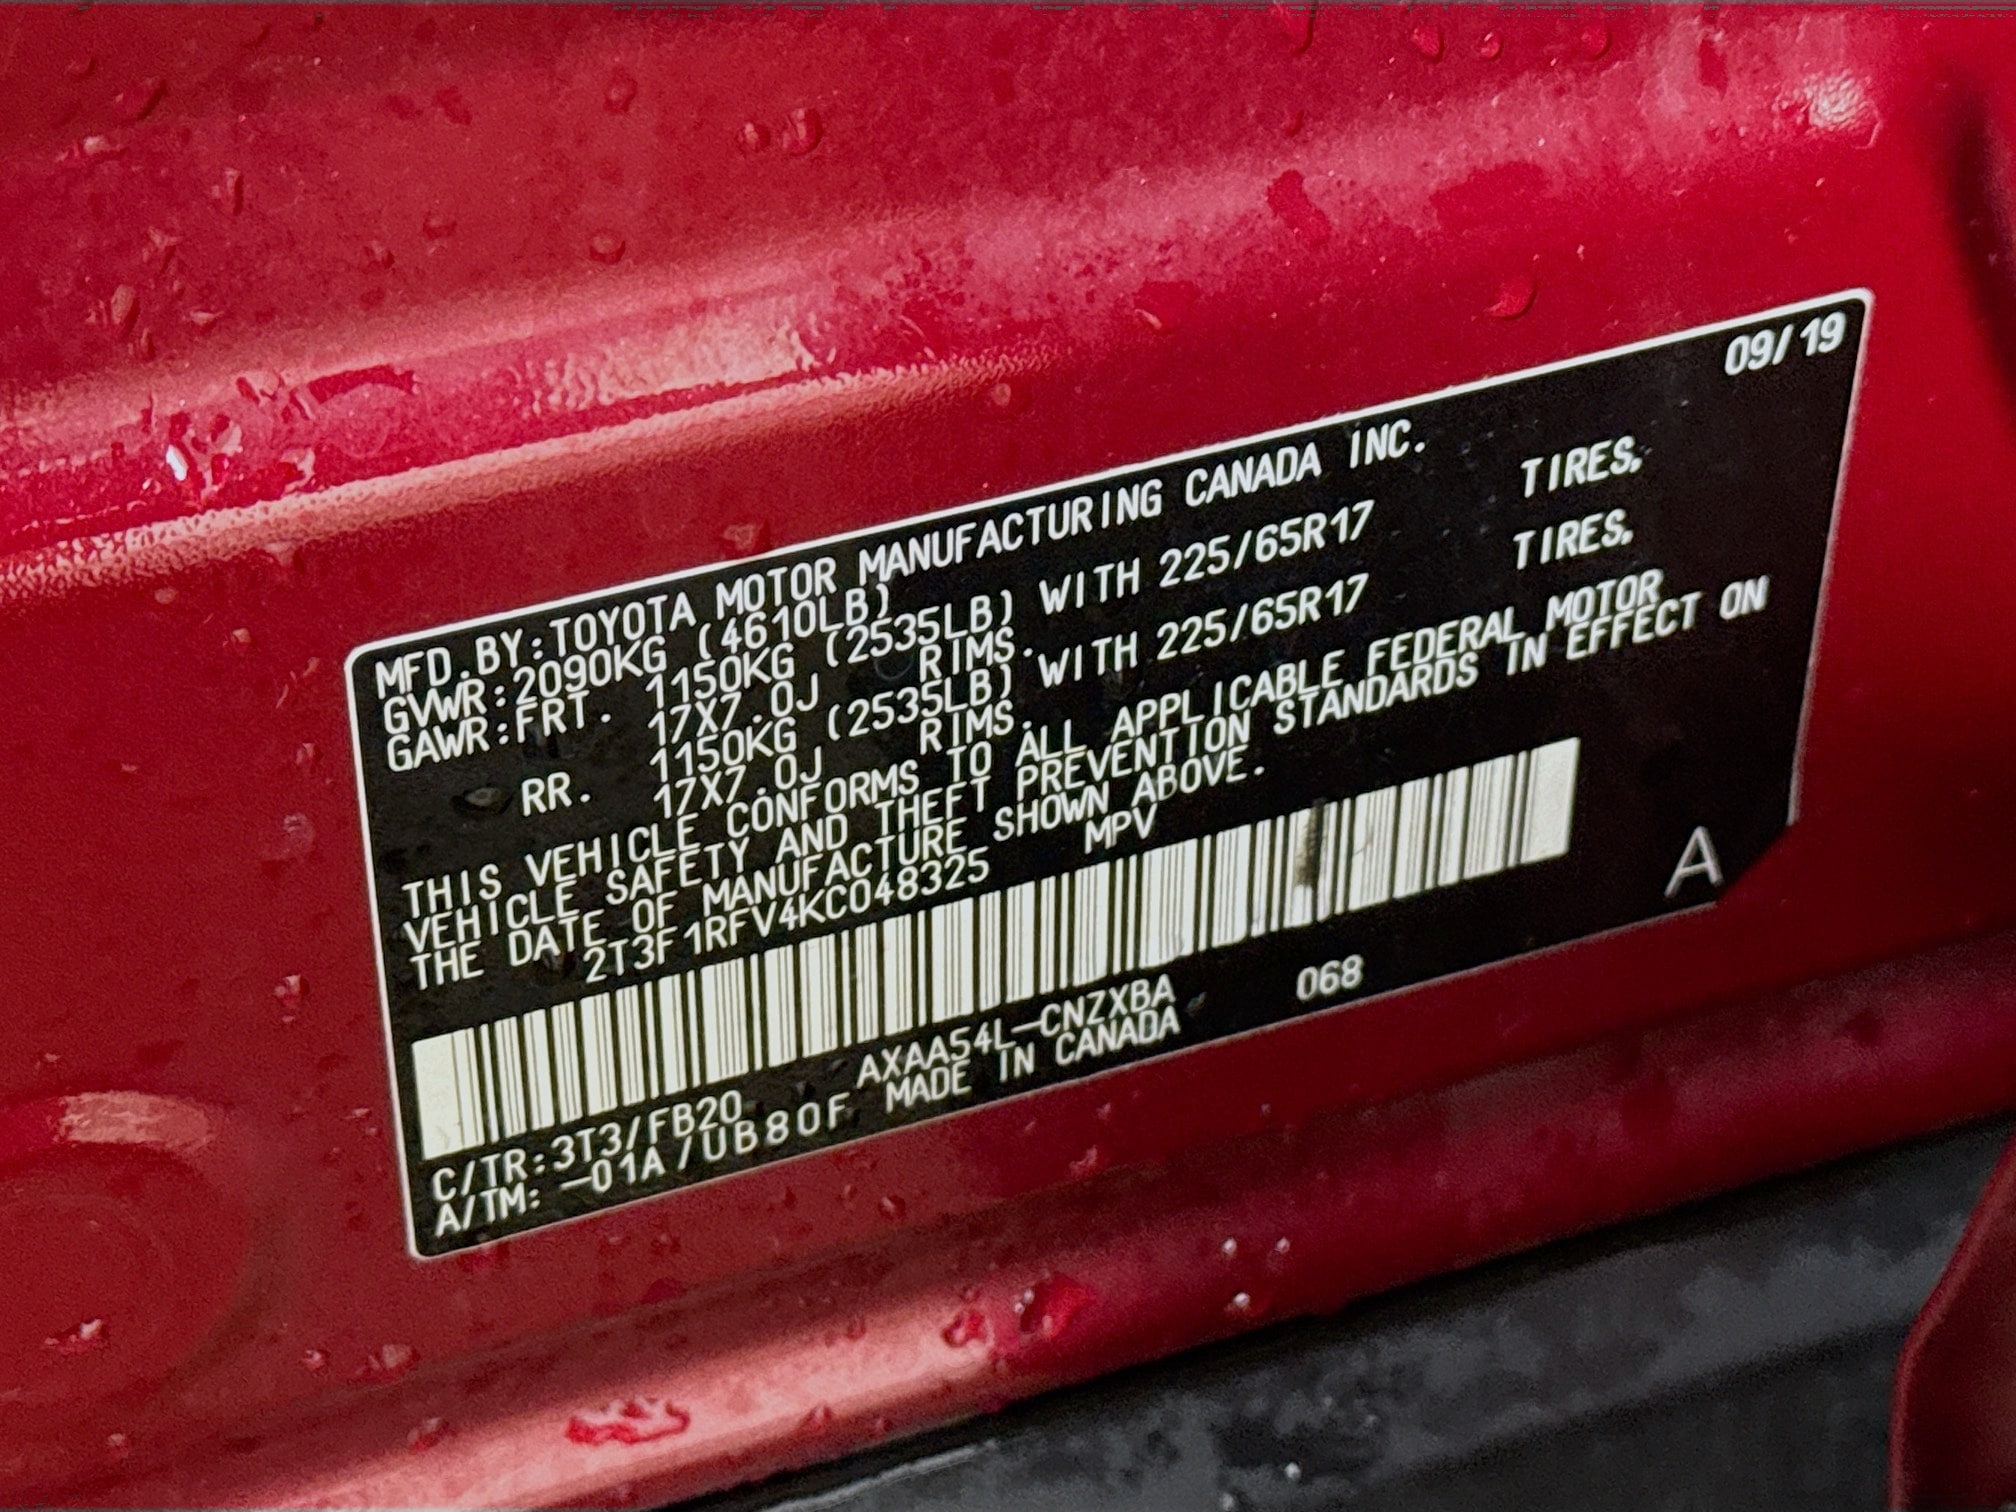 09/19
MFD.BY:TOYOTA MOTOR MANUFACTURING CANADA INC.
GVWR:2090KG (4610LB)
GAWR:FRT. 1150KG (2535LB) WITH 225/65R17 TIRES,
17X7.0J RIMS.
RR. 1150KG (2535LB) WITH 225/65R17 TIRES,
17X7.0J RIMS.
THIS VEHICLE CONFORMS TO ALL APPLICABLE FEDERAL MOTOR
VEHICLE SAFETY AND THEFT PREVENTION STANDARDS IN EFFECT ON
THE DATE OF MANUFACTURE SHOWN ABOVE.
2T3F1RFV4KC048325 MPV
A
C/TR:3T3/FB20 AXAA54L-CNZXBA 068
A/TM: -01A/UB80F MADE IN CANADA